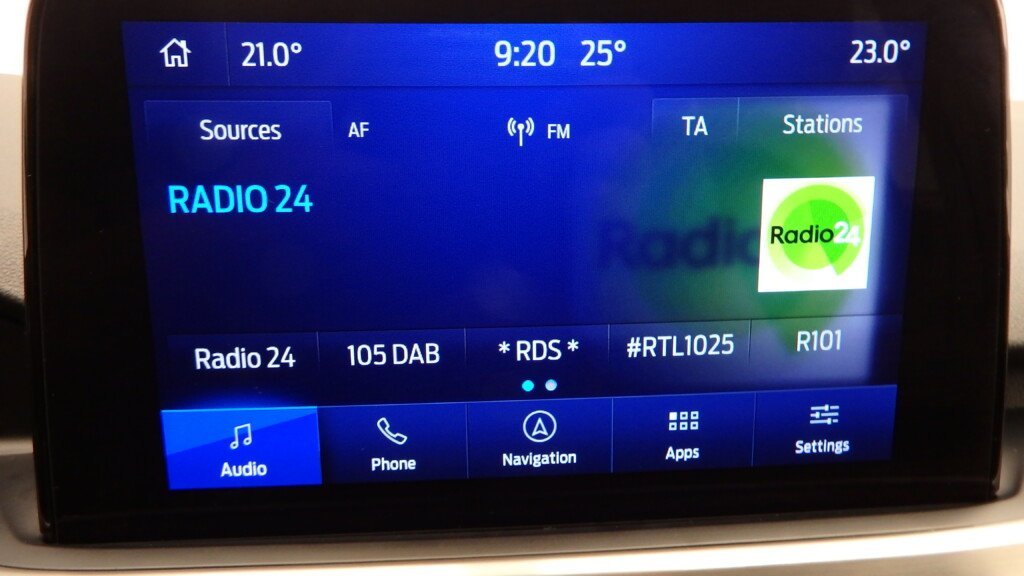 21.0° 9:20 25° 23.0°
Sources AF FM TA Stations
RADIO 24
Radio
Radio24
Radio 24 105 DAB *RDS* #RTL1025 R101
Audio Phone Navigation Apps Settings